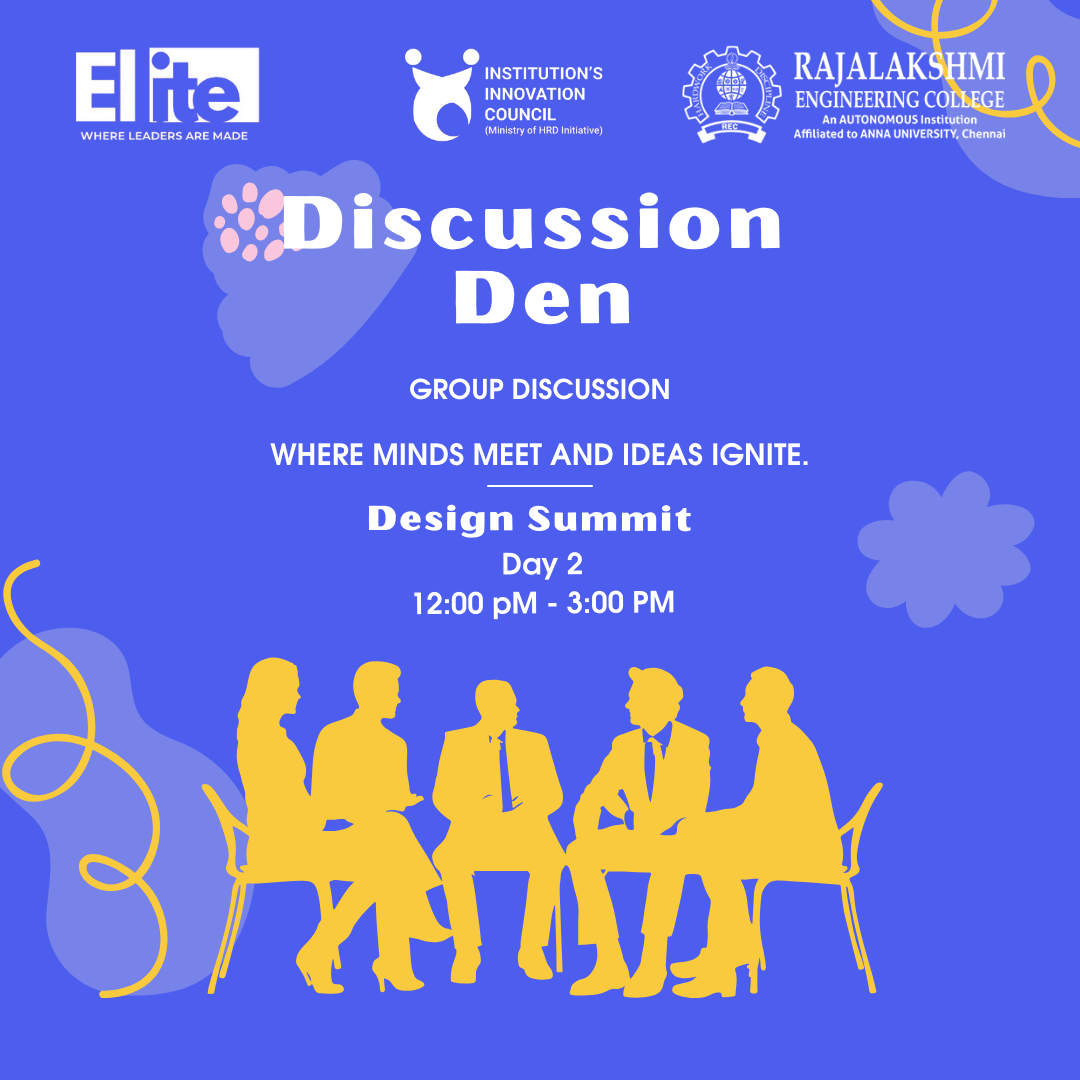 Elite
WHERE LEADERS ARE MADE
INSTITUTION'S
INNOVATION
COUNCIL
(Ministry of HRD Initiative)
HARDWORK
DISCIPLINE
REC
RAJALAKSHMI
ENGINEERING COLLEGE
An AUTONOMOUS Institution
Affiliated to ANNA UNIVERSITY, Chennai
Discussion
Den
GROUP DISCUSSION
WHERE MINDS MEET AND IDEAS IGNITE.
Design Summit
Day 2
12:00 pM - 3:00 PM